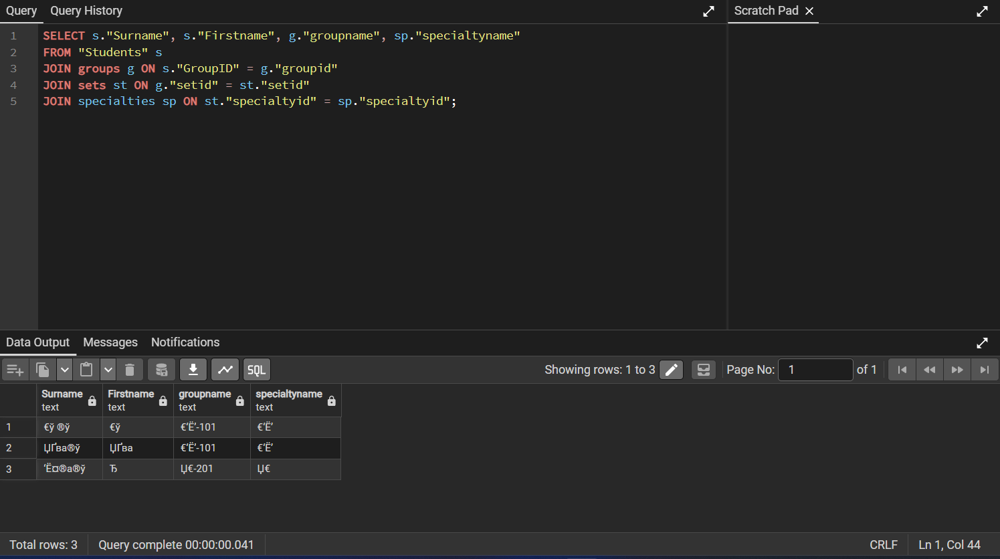 Query Query History Scratch Pad
1 SELECT s."Surname", s."Firstname", g."groupname", sp."specialtyname"
2 FROM "Students" s
3 JOIN groups g ON s."GroupID" = g."groupid"
4 JOIN sets st ON g."setid" = st."setid"
5 JOIN specialties sp ON st."specialtyid" = sp."specialtyid";
Data Output Messages Notifications
SQL Showing rows: 1 to 3 Page No: 1 of 1
Surname Firstname groupname specialtyname
text text text text
1 €ў ®ў €ў €‘Ё’-101 €‘Ё’
2 ЏҐва®ў ЏҐва €‘Ё’-101 €‘Ё’
3 ‘Ё¤®а®ў Ђ Џ€-201 Џ€
Total rows: 3 Query complete 00:00:00.041 CRLF Ln 1, Col 44